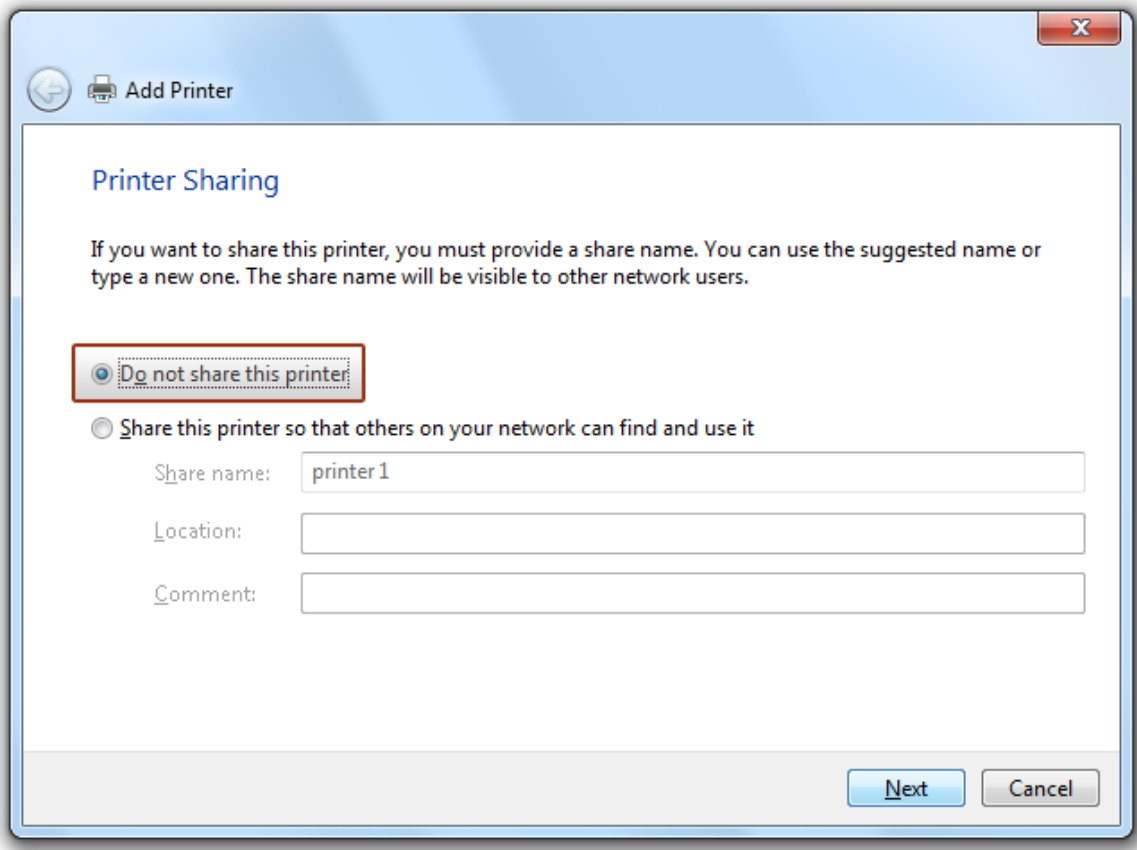 Add Printer
Printer Sharing
If you want to share this printer, you must provide a share name. You can use the suggested name or
type a new one. The share name will be visible to other network users.
Do not share this printer
Share this printer so that others on your network can find and use it
Share name: printer 1
Location:
Comment:
Next Cancel